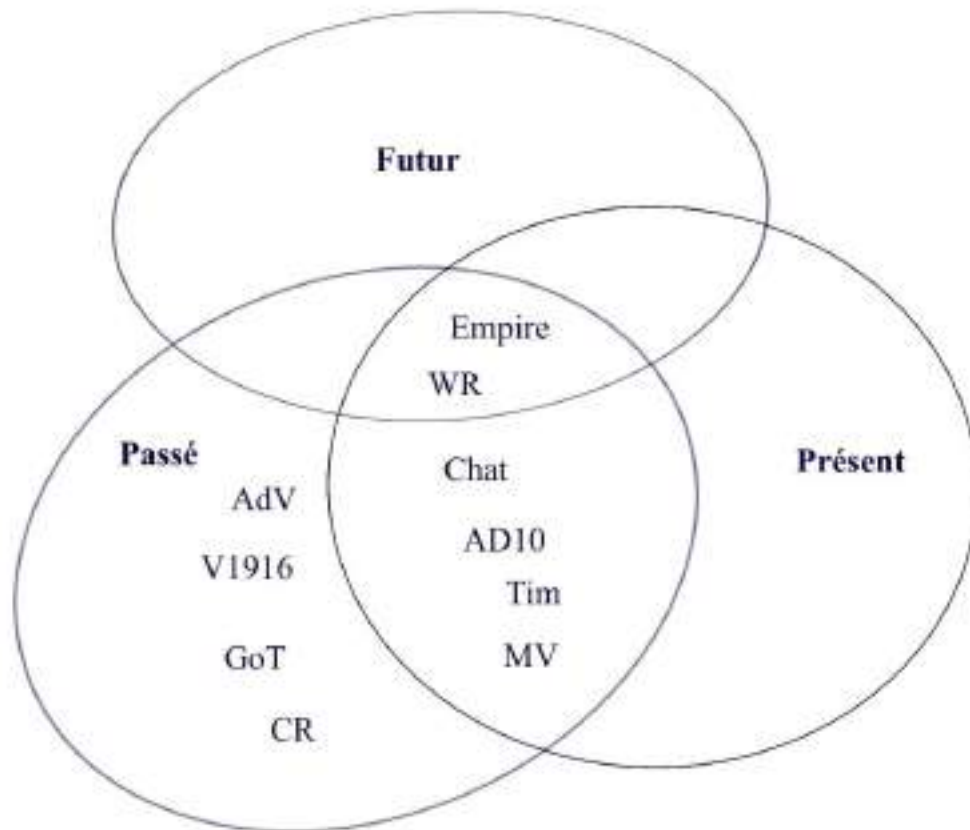 Futur
Empire
WR
Passé
Chat
Présent
AdV
AD10
V1916
Tim
GoT
MV
CR